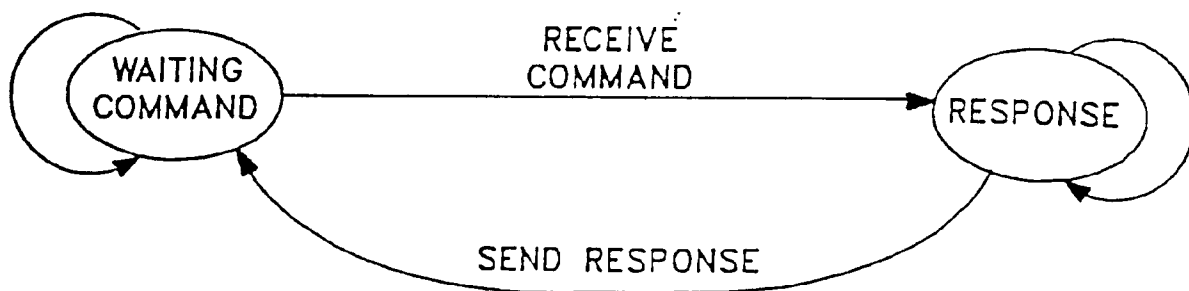 RECEIVE
COMMAND
WAITING
COMMAND
RESPONSE
SEND RESPONSE